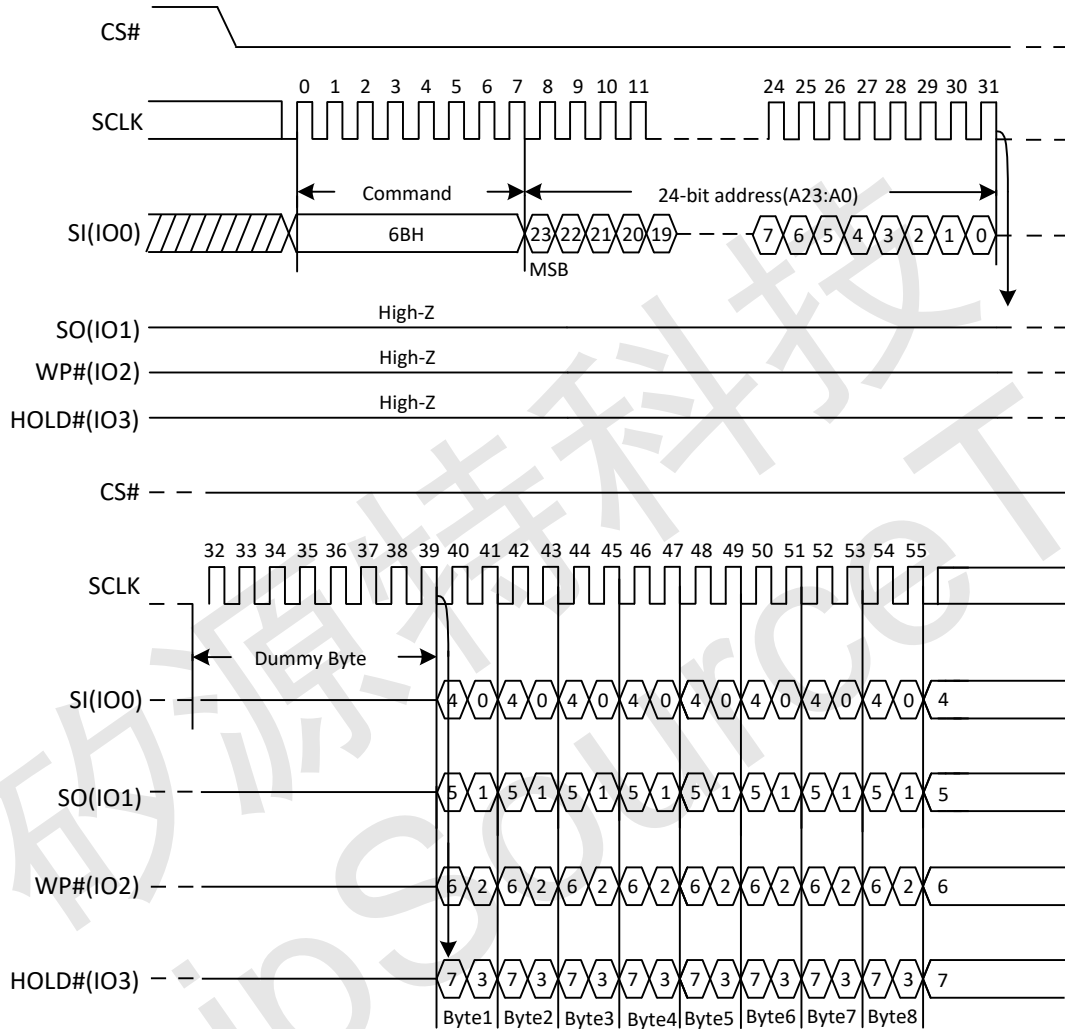 CS#
0 1 2 3 4 5 6 7 8 9 10 11 24 25 26 27 28 29 30 31
SCLK
Command 24-bit address(A23:A0)
SI(IO0) 6BH 23 22 21 20 19 7 6 5 4 3 2 1 0
MSB
High-Z
SO(IO1)
High-Z
WP#(IO2)
High-Z
HOLD#(IO3)
CS#
32 33 34 35 36 37 38 39 40 41 42 43 44 45 46 47 48 49 50 51 52 53 54 55
SCLK
Dummy Byte
SI(IO0) 4 0 4 0 4 0 4 0 4 0 4 0 4 0 4 0 4
SO(IO1) 5 1 5 1 5 1 5 1 5 1 5 1 5 1 5 1 5
WP#(IO2) 6 2 6 2 6 2 6 2 6 2 6 2 6 2 6 2 6
HOLD#(IO3) 7 3 7 3 7 3 7 3 7 3 7 3 7 3 7 3 7
Byte1 Byte2 Byte3 Byte4 Byte5 Byte6 Byte7 Byte8
矽源特科技
ipSourceT